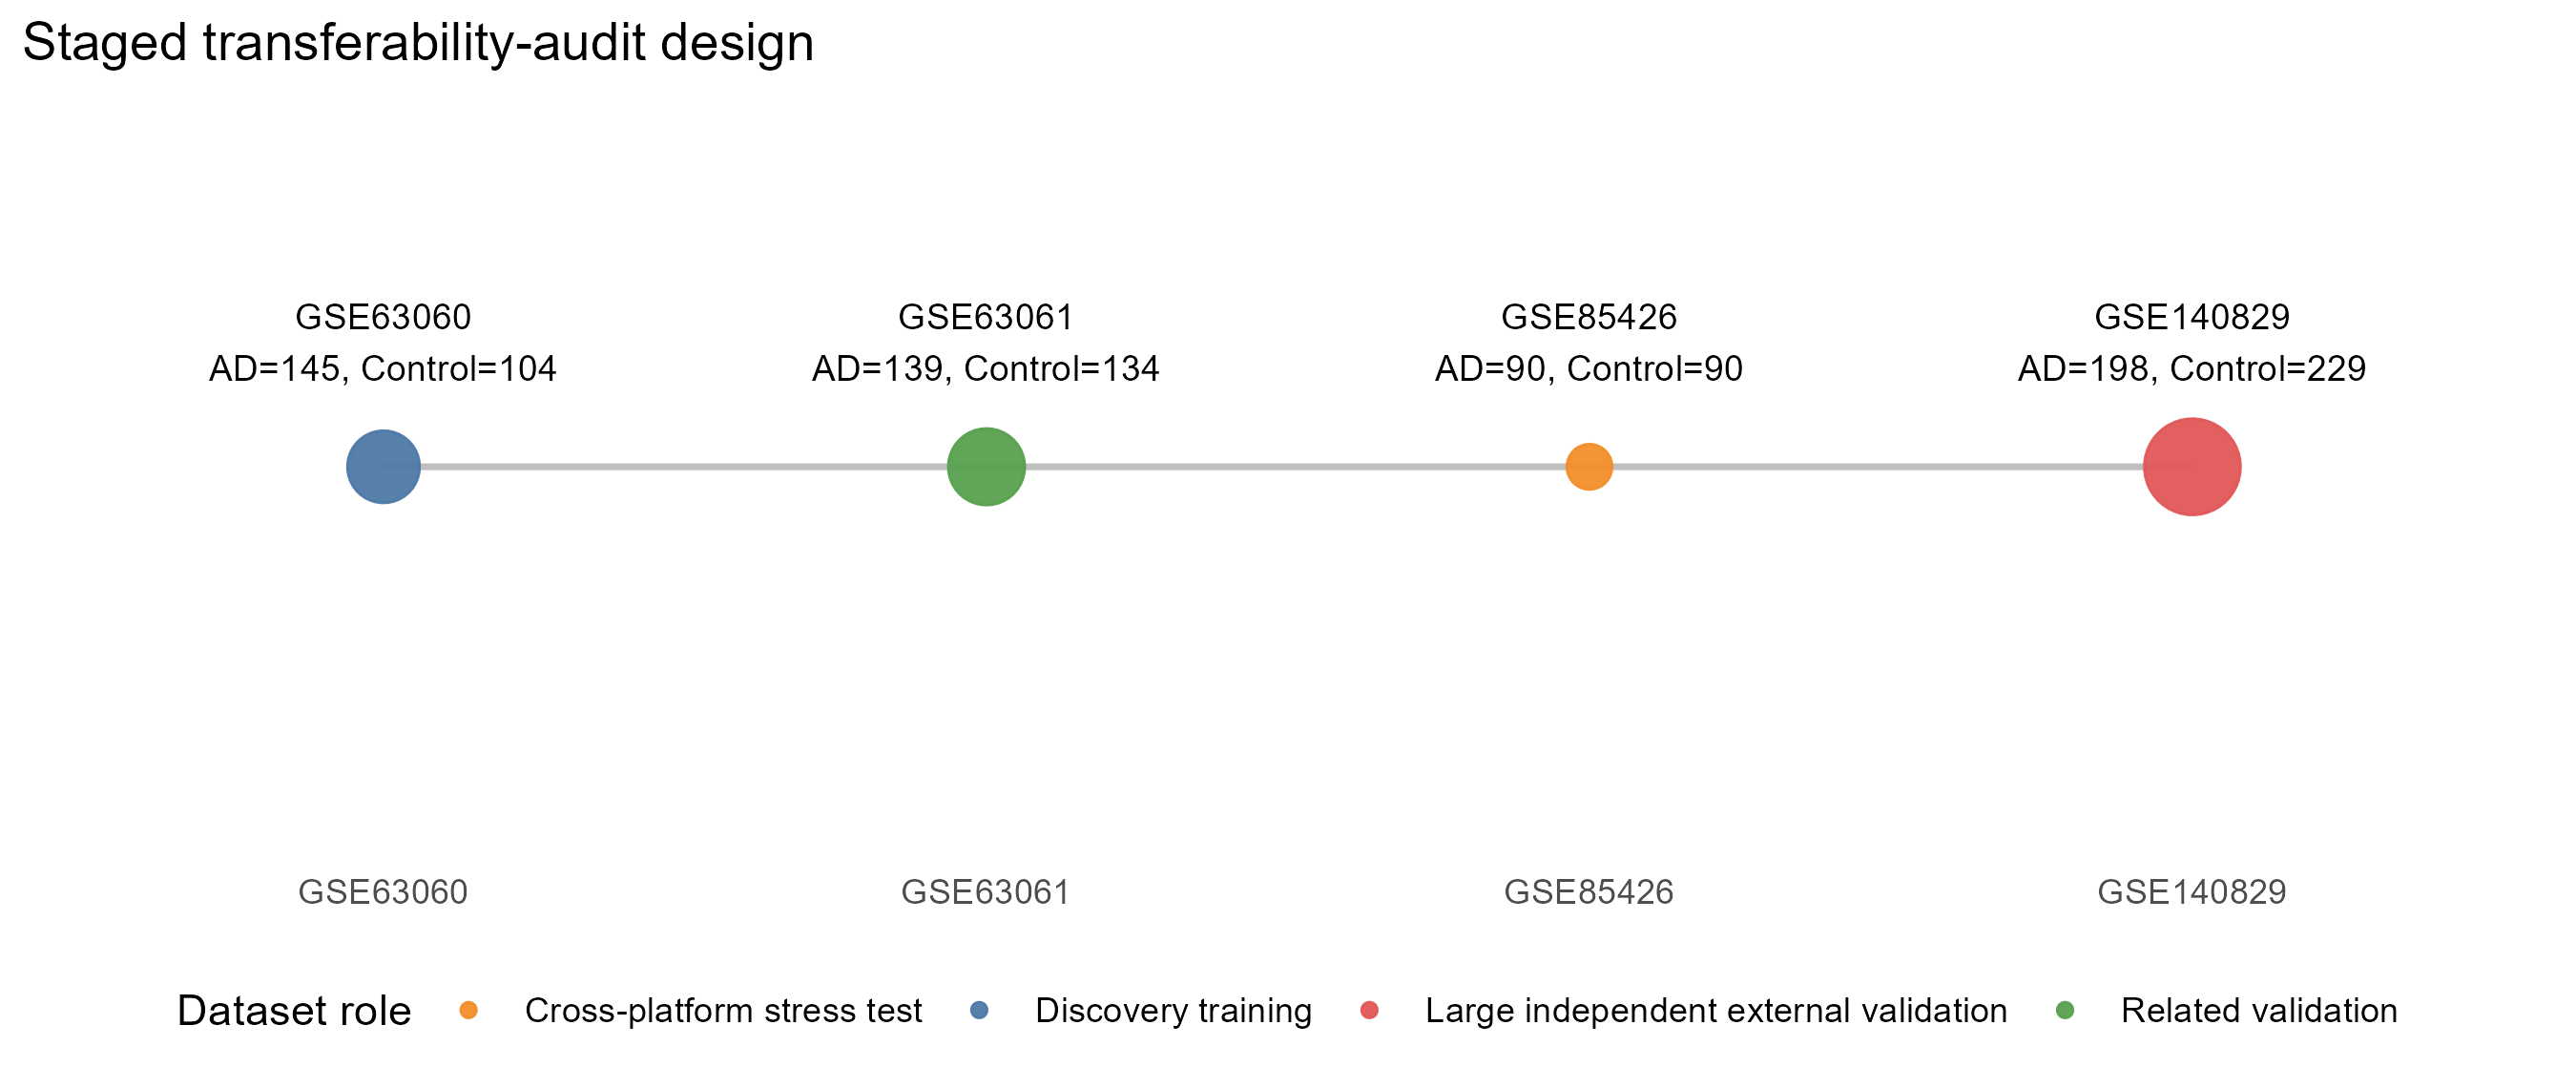 Staged transferability-audit design
GSE63060
AD=145, Control=104
GSE63061
AD=139, Control=134
GSE85426
AD=90, Control=90
GSE140829
AD=198, Control=229
GSE63060
GSE63061
GSE85426
GSE140829
Dataset role
Cross-platform stress test
Discovery training
Large independent external validation
Related validation